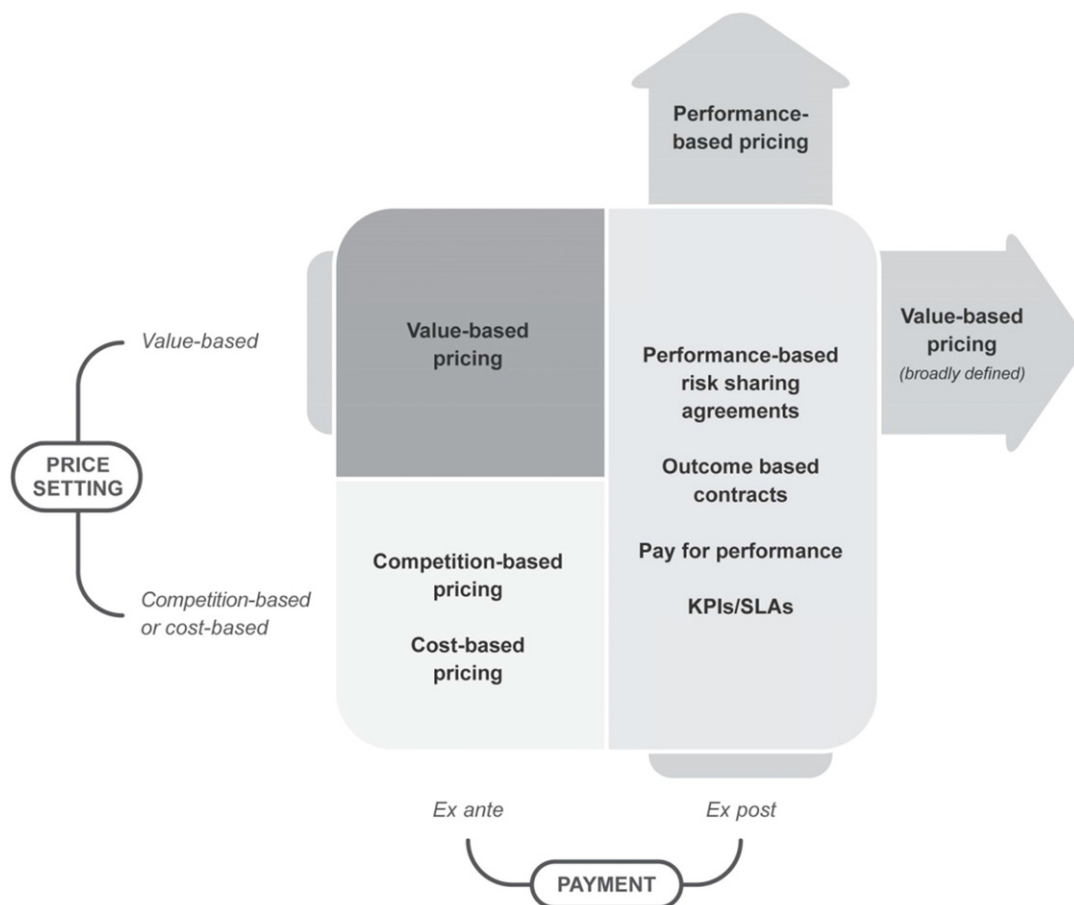 Performance-
based pricing
Value-based
Value-based
pricing
Performance-based
risk sharing
agreements
Value-based
pricing
(broadly defined)
PRICE
SETTING
Outcome based
contracts
Competition-based
or cost-based
Competition-based
pricing
Cost-based
pricing
Pay for performance
KPIs/SLAs
Ex ante
Ex post
PAYMENT